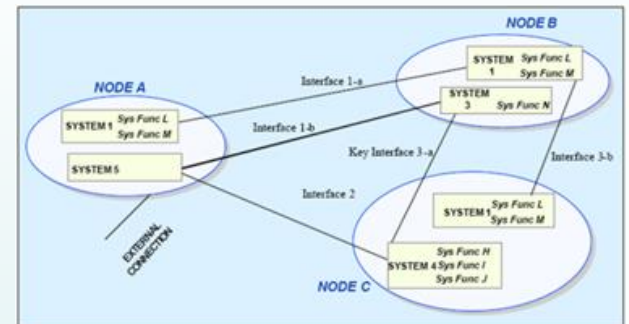 NODE B
SYSTEM 1 Sys Func L
Sys Func M
SYSTEM 3 Sys Func N
NODE A
SYSTEM 1 Sys Func L
Sys Func M
SYSTEM 5
Interface 1-a
Interface 1-b
Key Interface 3-a
Interface 3-b
Interface 2
EXTERNAL CONNECTION
SYSTEM 1 Sys Func L
Sys Func M
Sys Func H
SYSTEM 4 Sys Func I
Sys Func J
NODE C